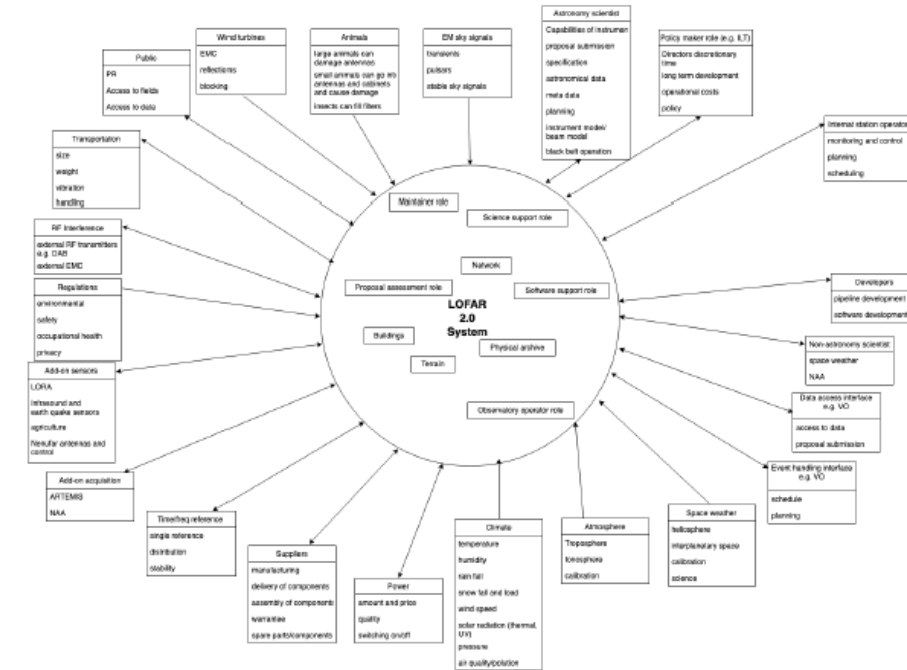 Astronomy scientist
Capabilities of instrumen
proposal submission
specification
astronomical data
meta data
planning
instrument model/
beam model
black belt operation
Wind turbines
EMC
reflections
blocking
Animals
large animals can
damage antennas
small animals can go into
antennas and cabinets
and cause damage
insects can fill filters
EM sky signals
transients
pulsars
stable sky signals
Policy maker role (e.g. ILT)
Directors discretionary
time
long term development
operational costs
policy
Public
PR
Access to fields
Access to data
Internal station operator
monitoring and control
planning
scheduling
Transportation
size
weight
vibration
handling
RF Interference
external RF transmitters
e.g. DAB
external EMC
Regulations
environmental
safety
occupational health
privacy
Add-on sensors
LORA
Infrasound and
earth quake sensors
agriculture
Nenufar antennas and
control
Add-on acquisition
ARTEMIS
NAA
Maintainer role
Science support role
Network
Proposal assessment role
Software support role
LOFAR
2.0
System
Buildings
Physical archive
Terrain
Observatory operator role
Developers
pipeline development
software development
Non-astronomy scientist
space weather
NAA
Data access interface
e.g. VO
access to data
proposal submission
Event handling interface
e.g. VO
schedule
planning
Time/freq reference
single reference
distribution
stability
Suppliers
manufacturing
delivery of components
assembly of components
warrantee
spare parts/components
Power
amount and price
quality
switching on/off
Climate
temperature
humidity
rain fall
snow fall and load
wind speed
solar radiation (thermal,
UV)
pressure
air quality/polution
Atmosphere
Troposphere
Ionosphere
calibration
Space weather
heliosphere
interplanetary space
calibration
science